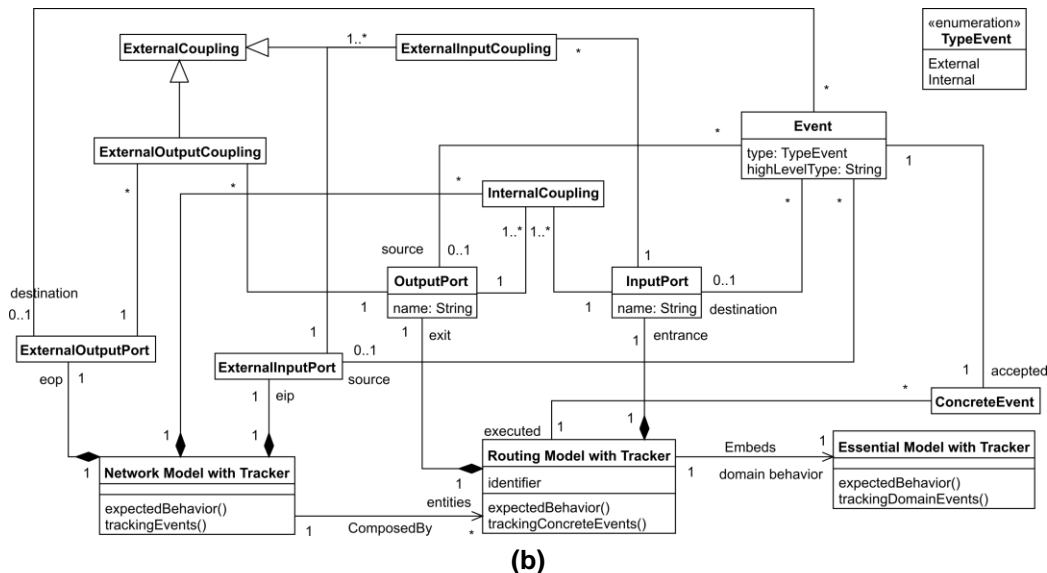 «enumeration»
TypeEvent
External
Internal
ExternalCoupling
1..*
ExternalInputCoupling
*
*
ExternalOutputCoupling
*
Event
type: TypeEvent
highLevelType: String
1
*
*
*
InternalCoupling
*
*
1..*
1..*
source
0..1
1
OutputPort
name: String
1
InputPort
name: String
0..1
destination
1
1
1
exit
1
entrance
destination
0..1
1
ExternalOutputPort
eop
1
1
ExternalInputPort
0..1
source
1
eip
1
accepted
ConcreteEvent
*
executed
1
1
1
1
1
Network Model with Tracker
expectedBehavior()
trackingEvents()
1
ComposedBy
entities
*
1
Routing Model with Tracker
identifier
expectedBehavior()
trackingConcreteEvents()
Embeds
1
1
domain behavior
Essential Model with Tracker
expectedBehavior()
trackingDomainEvents()
(b)